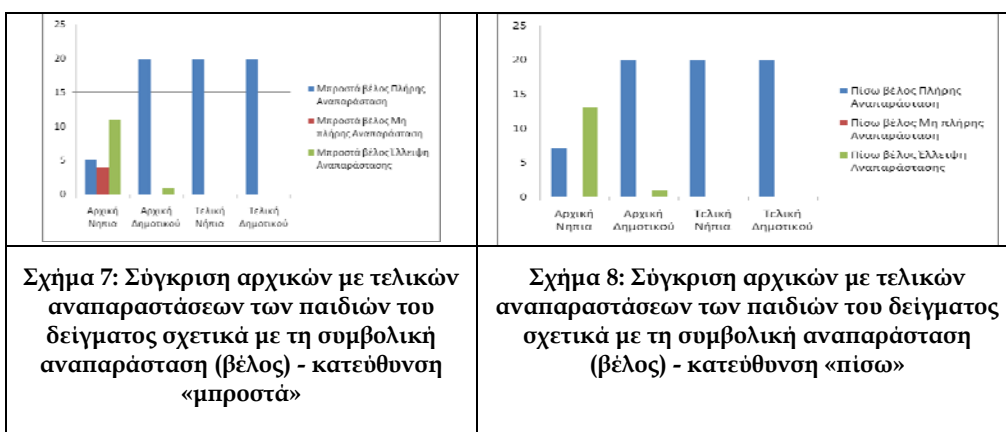 25
20
15
10
5
0
Μπροστά βέλος Πλήρης
Αναπαράσταση
Μπροστά βέλος Μη
πλήρης Αναπαράσταση
Μπροστά βέλος Έλλειψη
Αναπαράστασης
Αρχική
Νηπια
Αρχική
Δημοτικού
Τελική
Νήπια
Τελική
Δημοτικού
25
20
15
10
5
0
Πίσω βέλος Πλήρης
Αναπαράσταση
Πίσω βέλος Μη πλήρης
Αναπαράσταση
Πίσω βέλος Έλλειψη
Αναπαράστασης
Αρχική
Νηπια
Αρχική
Δημοτικού
Τελική
Νήπια
Τελική
Δημοτικού
Σχήμα 7: Σύγκριση αρχικών με τελικών
αναπαραστάσεων των παιδιών του
δείγματος σχετικά με τη συμβολική
αναπαράσταση (βέλος) - κατεύθυνση
«μπροστά»
Σχήμα 8: Σύγκριση αρχικών με τελικών
αναπαραστάσεων των παιδιών του δείγματος
σχετικά με τη συμβολική αναπαράσταση
(βέλος) - κατεύθυνση «πίσω»